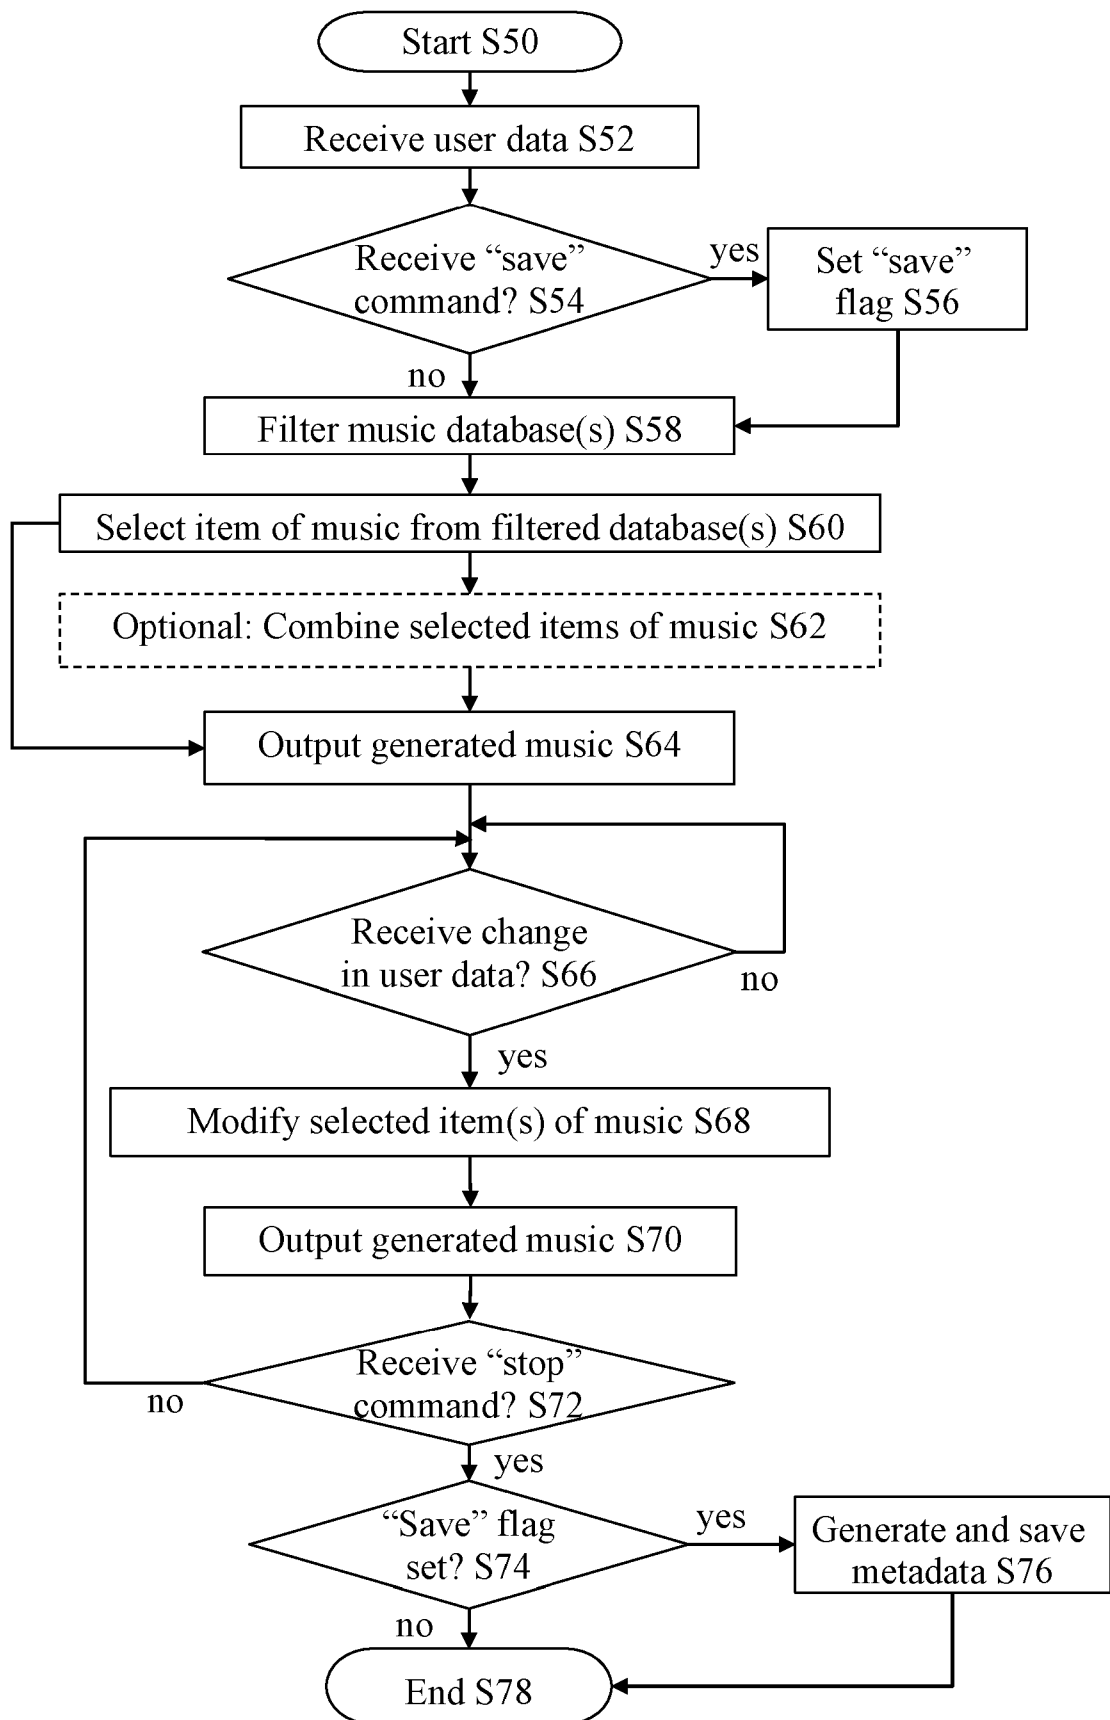 Start S50
Receive user data S52
Receive “save”
command? S54
yes
Set “save”
flag S56
no
Filter music database(s) S58
Select item of music from filtered database(s) S60
Optional: Combine selected items of music S62
Output generated music S64
Receive change
in user data? S66
no
yes
Modify selected item(s) of music S68
Output generated music S70
Receive “stop”
command? S72
no
yes
“Save” flag
set? S74
yes
Generate and save
metadata S76
no
End S78